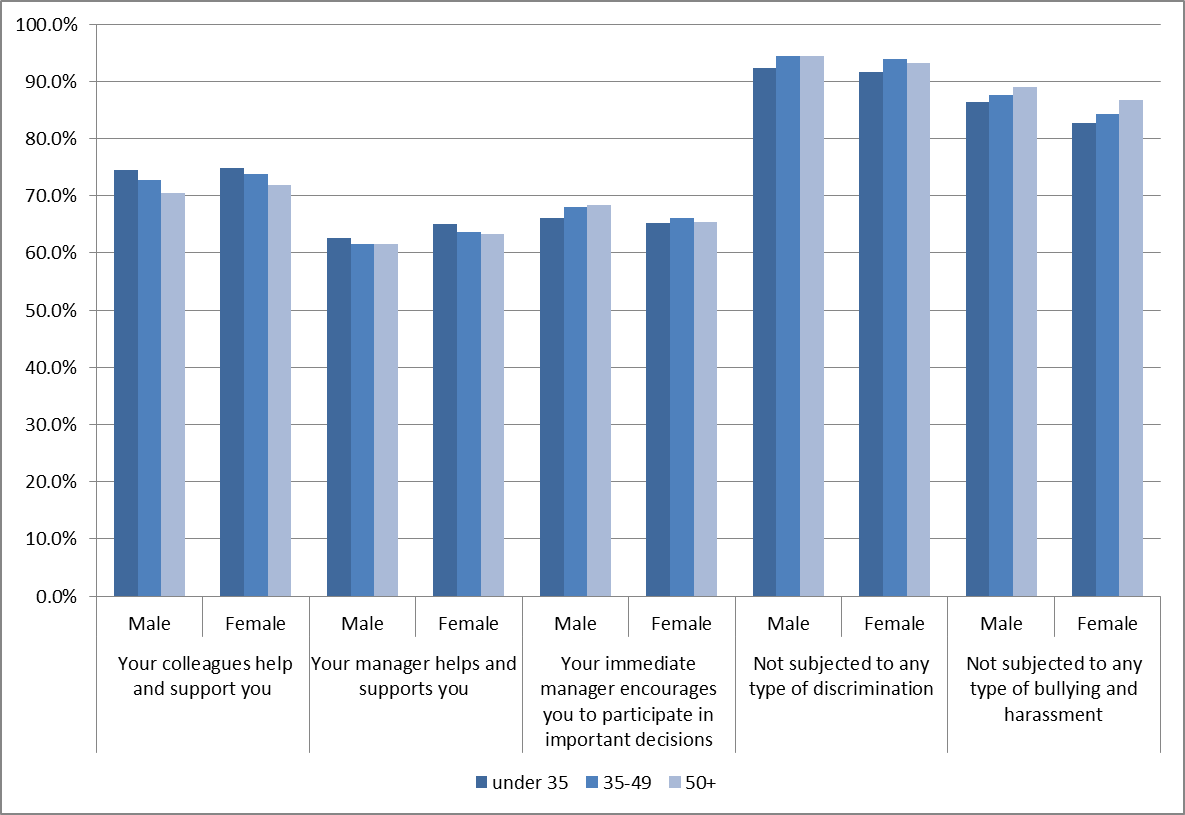 100.0%
90.0%
80.0%
70.0%
60.0%
50.0%
40.0%
30.0%
20.0%
10.0%
0.0%
Male Female Male Female Male Female Male Female Male Female
Your colleagues help
and support you
Your manager helps and
supports you
Your immediate
manager encourages
you to participate in
important decisions
Not subjected to any
type of discrimination
Not subjected to any
type of bullying and
harassment
under 35 35-49 50+